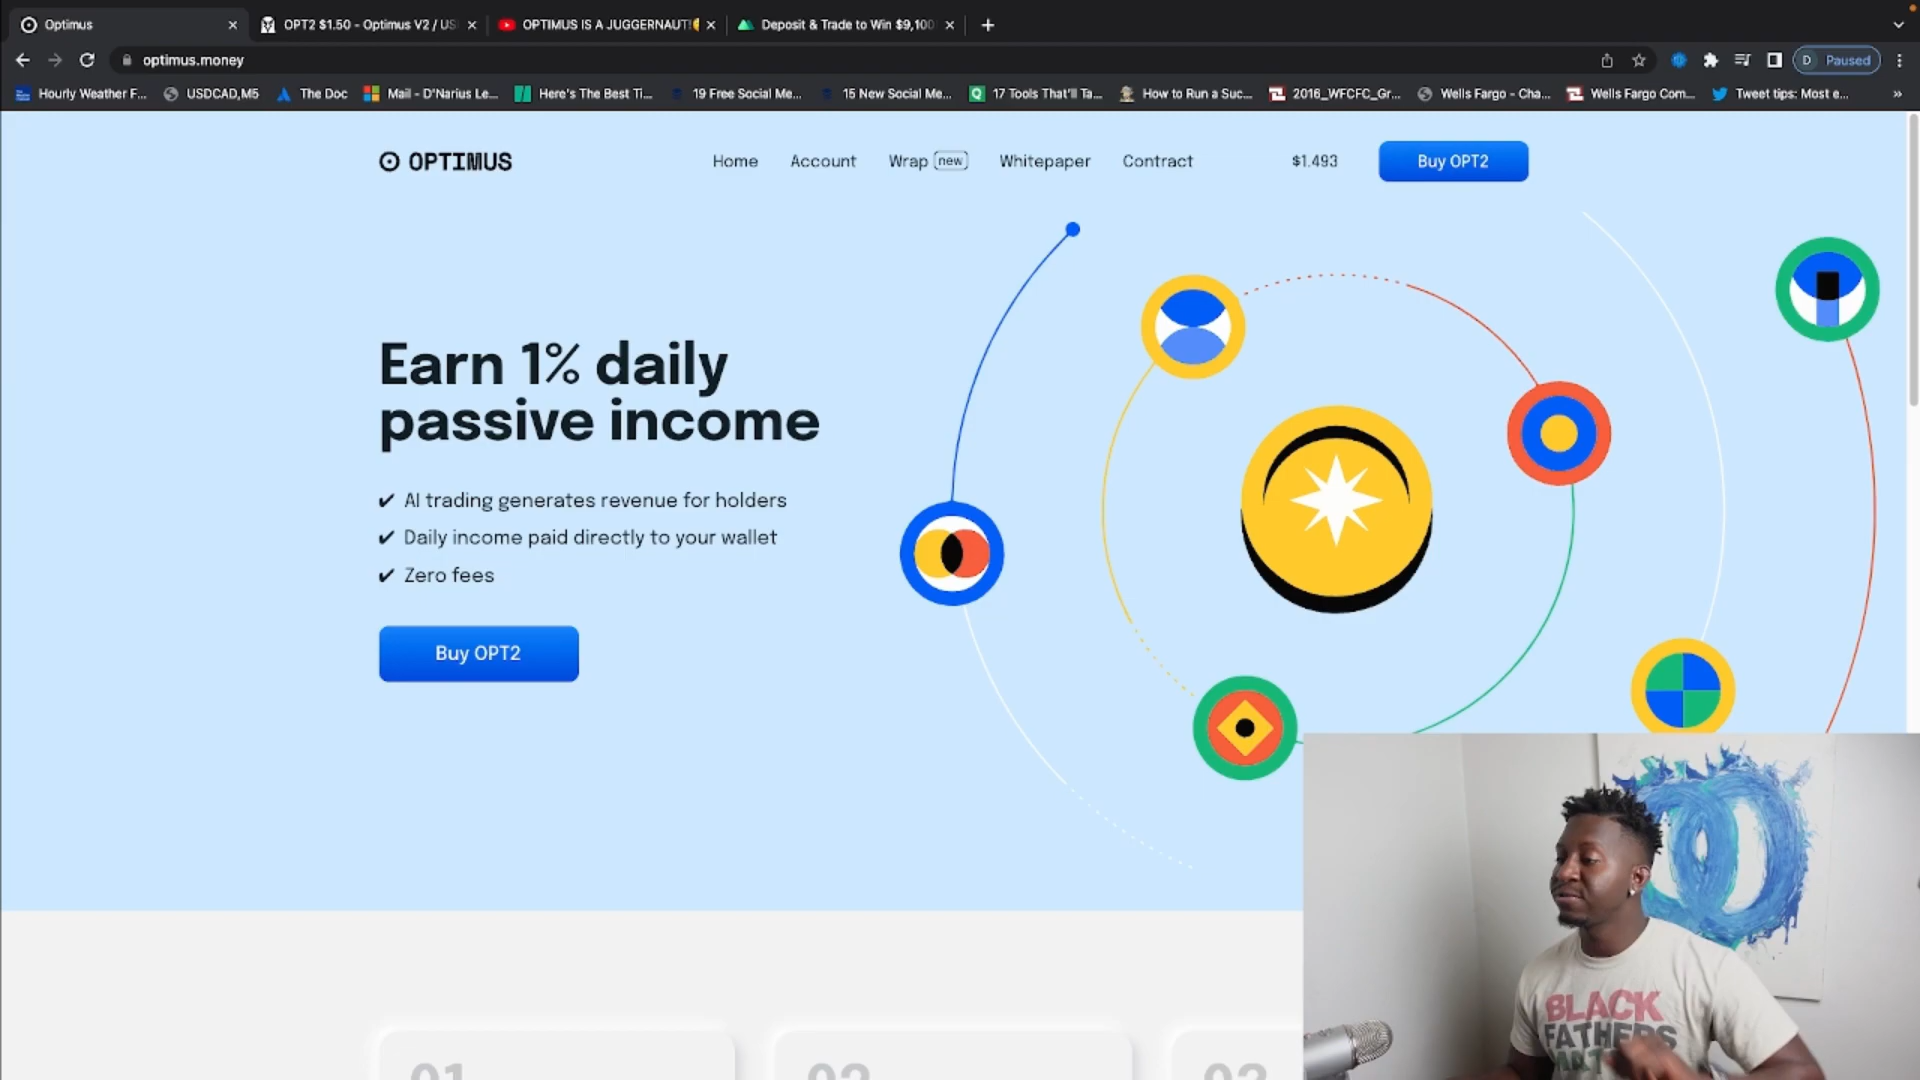 Optimus
OPT2 $1.50 - Optimus V2 / US
OPTIMUS IS A JUGGERNAUT!
Deposit & Trade to Win $9,100
optimus.money
D Paused
Hourly Weather F...
USDCAD,M5
The Doc
Mail - D'Narius Le...
Here's The Best Ti...
19 Free Social Me...
15 New Social Me...
17 Tools That'll Ta...
How to Run a Suc...
2016_WFCFC_Gr...
Wells Fargo - Cha...
Wells Fargo Com...
Tweet tips: Most e...
OPTIMUS
Home
Account
Wrap new
Whitepaper
Contract
$1.493
Buy OPT2
Earn 1% daily
passive income
✔ AI trading generates revenue for holders
✔ Daily income paid directly to your wallet
✔ Zero fees
Buy OPT2
01
02
03
BLACK
FATHERS